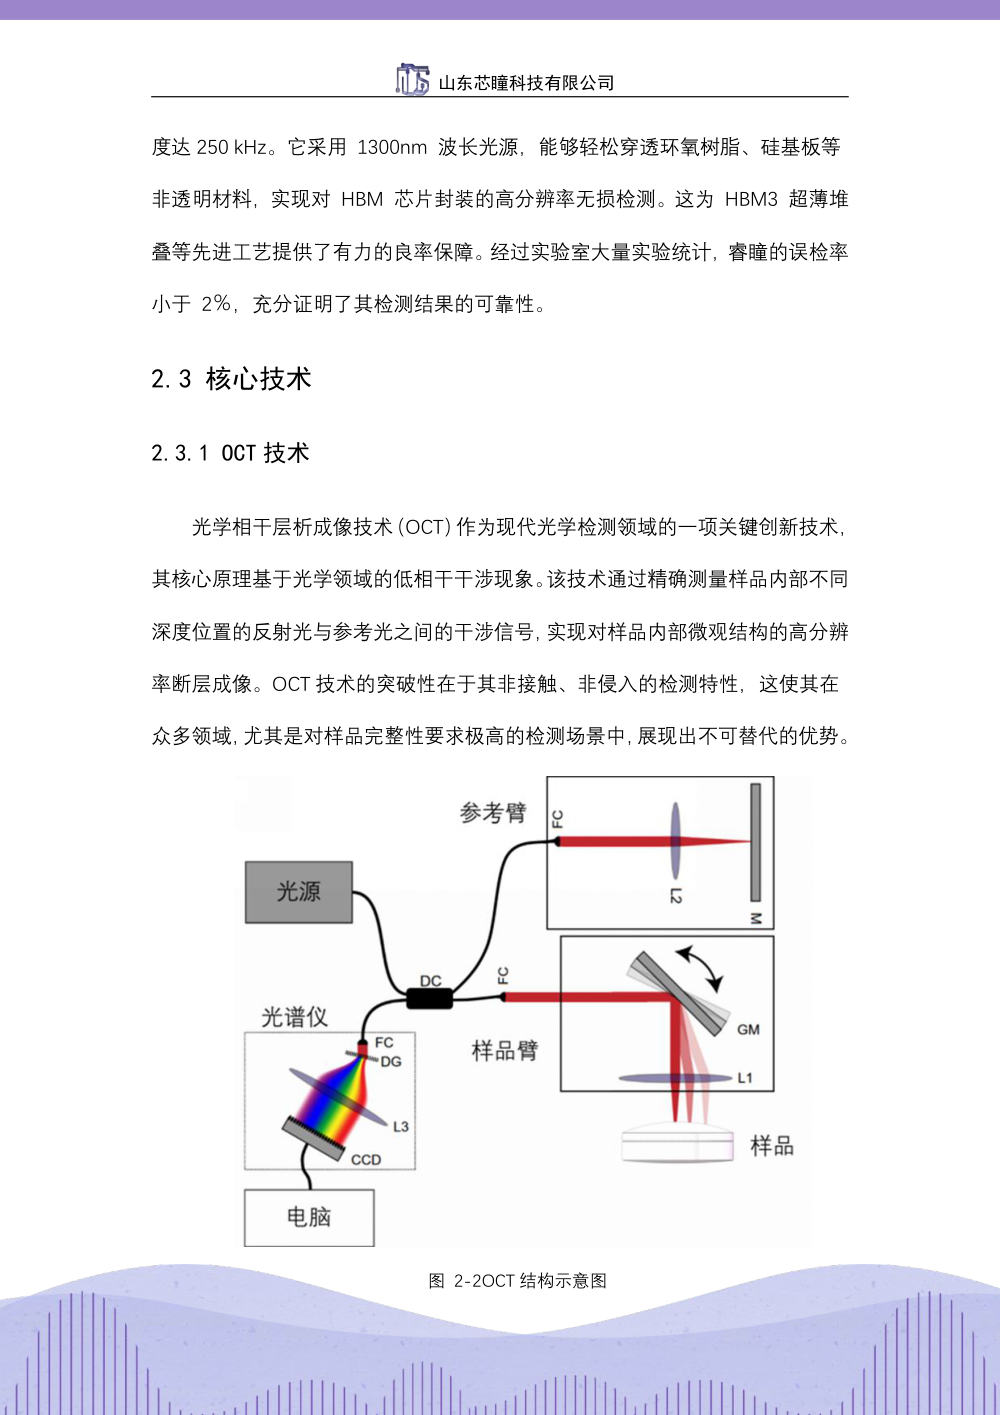 山东芯瞳科技有限公司
度达 250 kHz。它采用 1300nm 波长光源，能够轻松穿透环氧树脂、硅基板等
非透明材料，实现对 HBM 芯片封装的高分辨率无损检测。这为 HBM3 超薄堆
叠等先进工艺提供了有力的良率保障。经过实验室大量实验统计，睿瞳的误检率
小于 2%，充分证明了其检测结果的可靠性。
2.3 核心技术
2.3.1 OCT 技术
光学相干层析成像技术（OCT）作为现代光学检测领域的一项关键创新技术，
其核心原理基于光学领域的低相干干涉现象。该技术通过精确测量样品内部不同
深度位置的反射光与参考光之间的干涉信号，实现对样品内部微观结构的高分辨
率断层成像。OCT 技术的突破性在于其非接触、非侵入的检测特性，这使其在
众多领域，尤其是对样品完整性要求极高的检测场景中，展现出不可替代的优势。
参考臂
FC
L2
M
光源
DC
FC
光谱仪
FC
DG
L3
CCD
样品臂
GM
L1
样品
电脑
图 2-2OCT 结构示意图